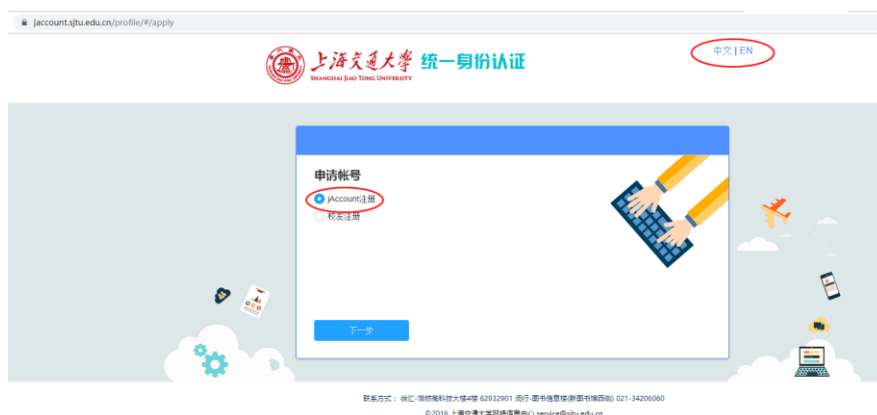 jaccount.sjtu.edu.cn/profile/#/apply
中文 | EN
上海交通大学 统一身份认证
SHANGHAI JIAO TONG UNIVERSITY
申请帐号
jAccount注册
校友注册
下一步
联系方式： 徐汇-浩然高科技大楼4楼 62932901 闵行-图书信息楼(新图书馆西侧) 021-34206060
©2016 上海交通大学网络信息中心 service@sjtu.edu.cn